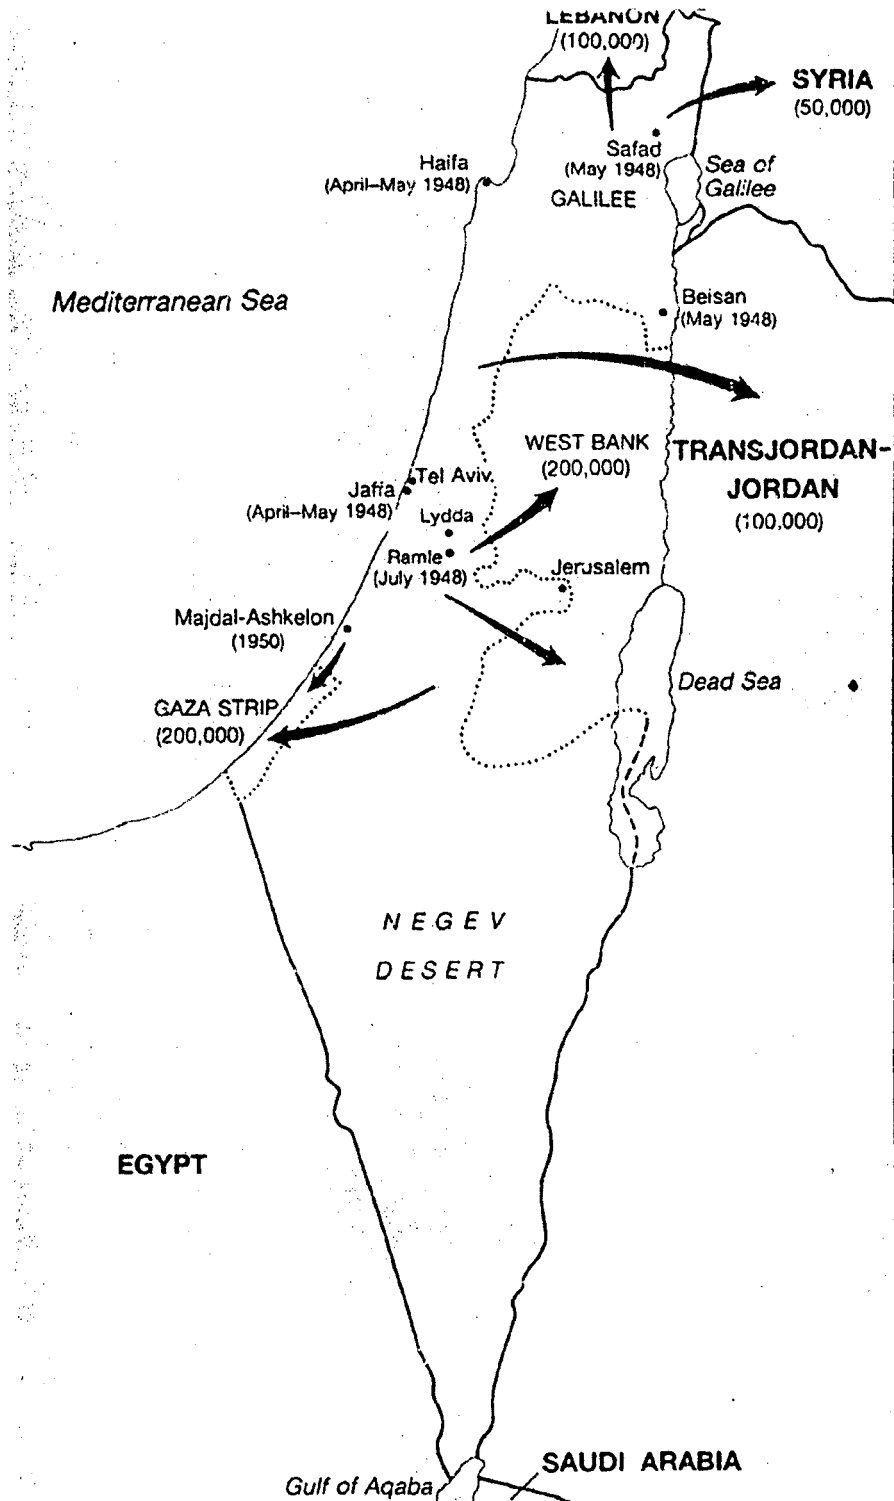 LEBANON
(100,000)
SYRIA
(50,000)
Safad
(May 1948)
GALILEE
Sea of
Galilee
Haifa
(April–May 1948)
Mediterranean Sea
Beisan
(May 1948)
WEST BANK
(200,000)
TRANSJORDAN-
JORDAN
(100,000)
Tel Aviv
Jaffa
(April–May 1948)
Lydda
Ramle
(July 1948)
Jerusalem
Majdal-Ashkelon
(1950)
Dead Sea
GAZA STRIP
(200,000)
NEGEV
DESERT
EGYPT
SAUDI ARABIA
Gulf of Aqaba